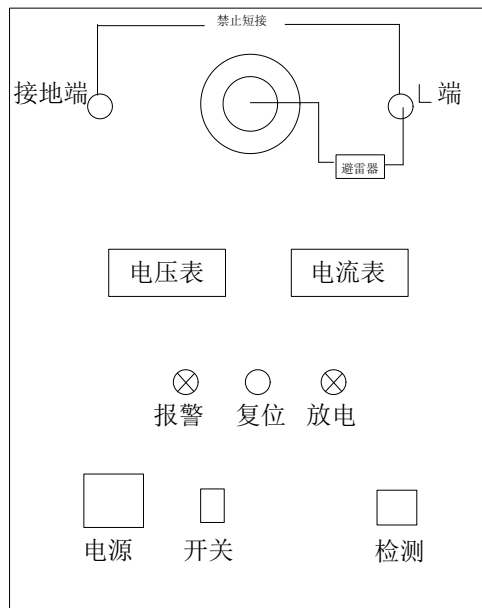 禁止短接
接地端
L端
避雷器
电压表
电流表
报警
复位
放电
电源
开关
检测